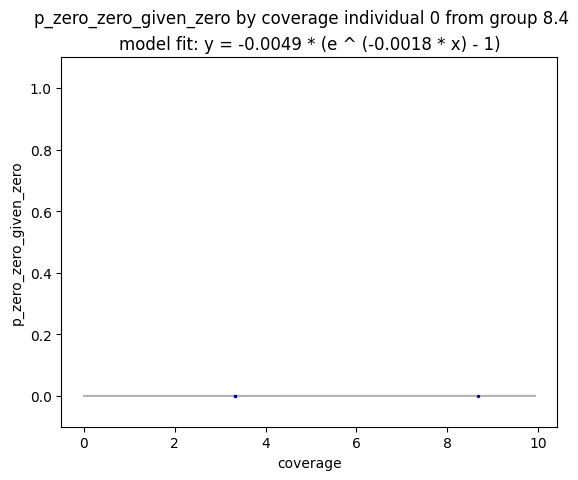 p_zero_zero_given_zero by coverage individual 0 from group 8.4
model fit: y = -0.0049 * (e ^ (-0.0018 * x) - 1)
1.0
0.8
0.6
0.4
0.2
0.0
p_zero_zero_given_zero
0 2 4 6 8 10
coverage